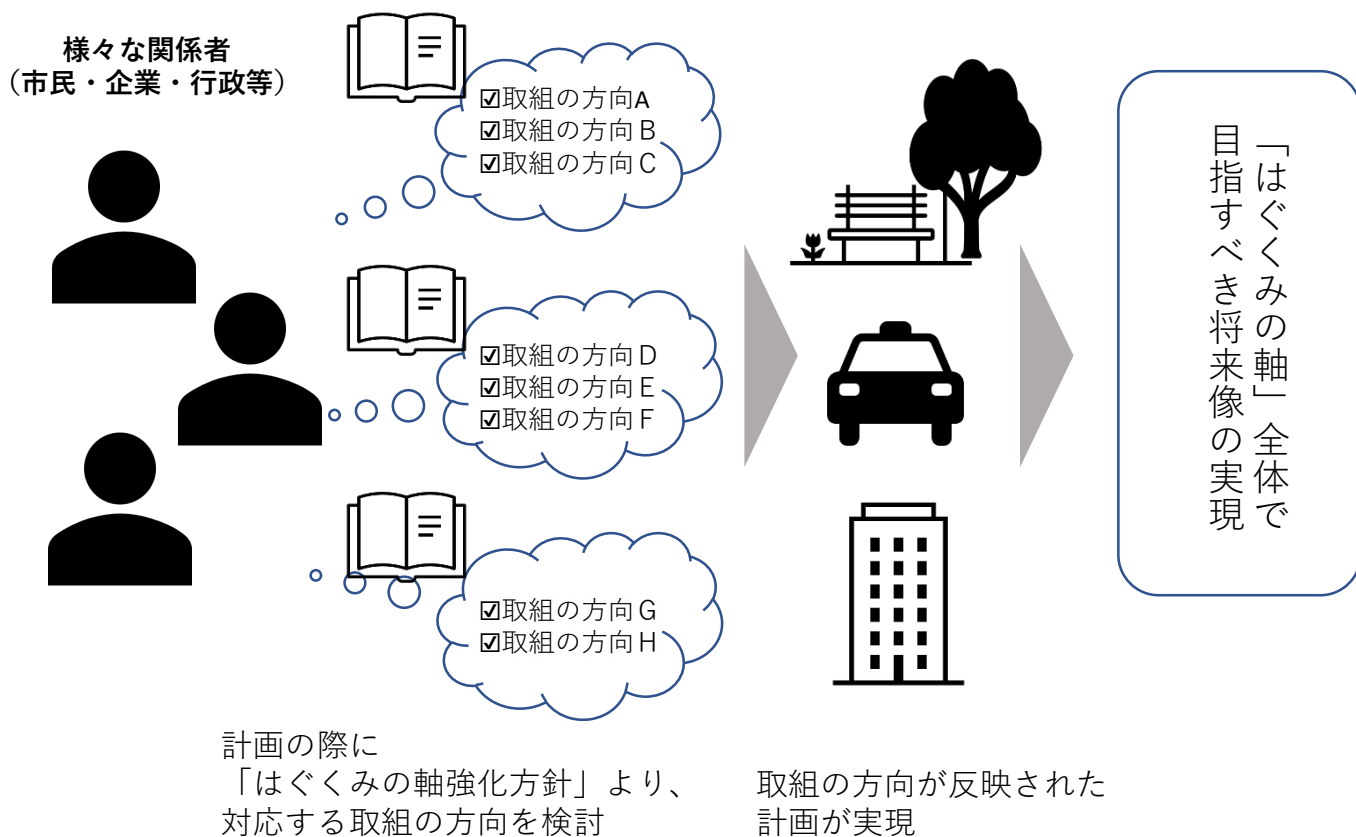 様々な関係者
（市民・企業・行政等）
☑取組の方向A
☑取組の方向B
☑取組の方向C
☑取組の方向D
☑取組の方向E
☑取組の方向F
☑取組の方向G
☑取組の方向H
計画の際に
「はぐくみの軸強化方針」より、
対応する取組の方向を検討
取組の方向が反映された
計画が実現
「はぐくみの軸」全体で
目指すべき将来像の実現